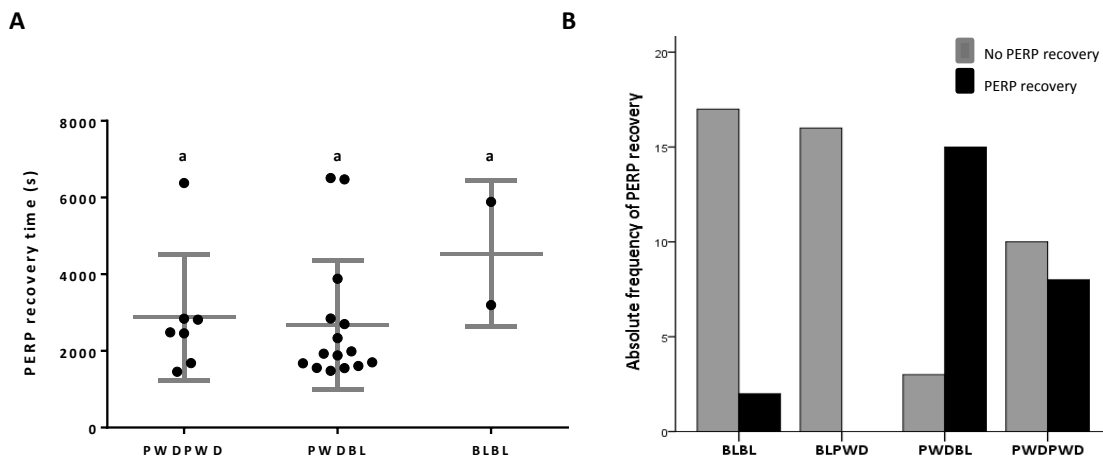 A
PERP recovery time (s)
8000
6000
4000
2000
0
a a a
PWDPWD PWDBL BLBL
B
Absolute frequency of PERP recovery
20
15
10
5
0
No PERP recovery
PERP recovery
BLBL BLPWD PWDBL PWDPWD